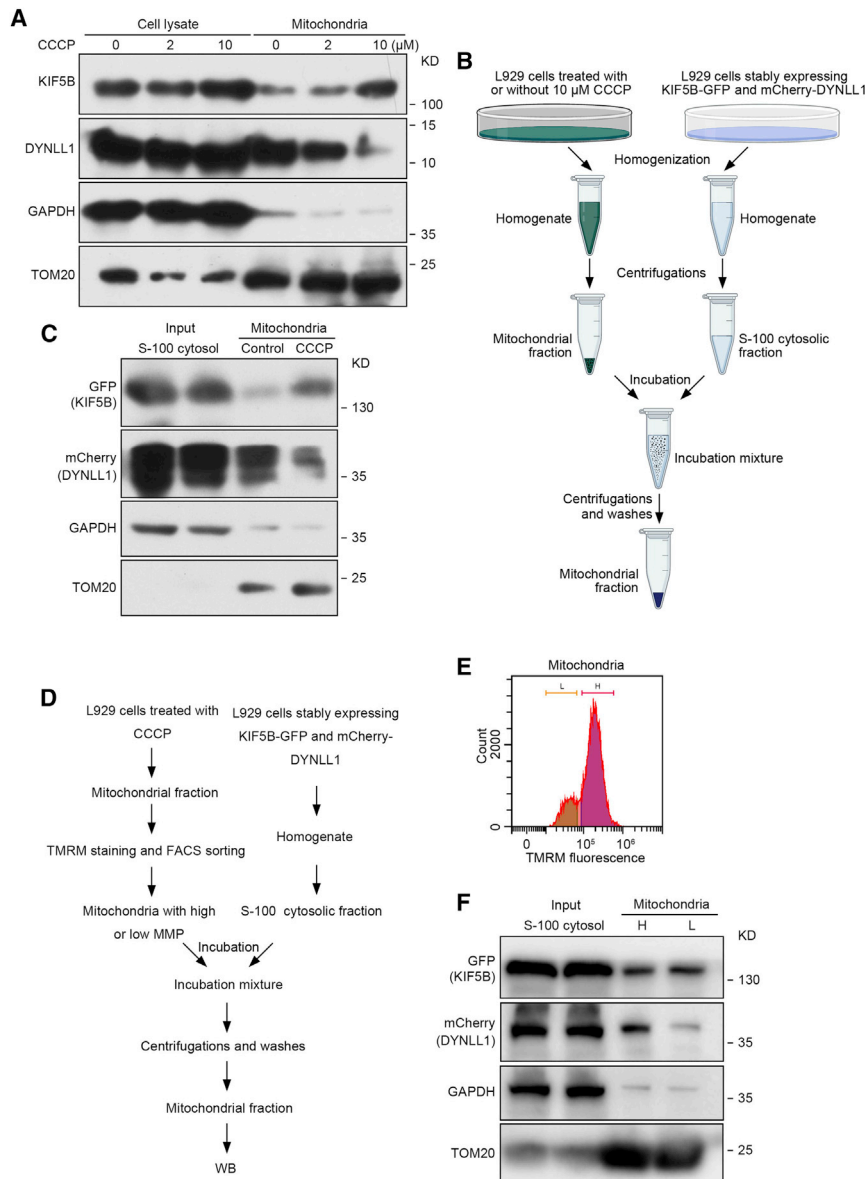 A
Cell lysate Mitochondria
CCCP 0 2 10 0 2 10 (µM)
KD
KIF5B
- 100
- 15
DYNLL1
- 10
GAPDH
- 35
- 25
TOM20
B
L929 cells treated with
or without 10 µM CCCP
L929 cells stably expressing
KIF5B-GFP and mCherry-DYNLL1
Homogenization
Homogenate Homogenate
Centrifugations
Mitochondrial
fraction
S-100 cytosolic
fraction
Incubation
Incubation mixture
Centrifugations
and washes
Mitochondrial
fraction
C
Input Mitochondria
S-100 cytosol Control CCCP
KD
GFP
(KIF5B)
- 130
mCherry
(DYNLL1)
- 35
GAPDH
- 35
- 25
TOM20
D
L929 cells treated with
CCCP
L929 cells stably expressing
KIF5B-GFP and mCherry-
DYNLL1
Mitochondrial fraction
Homogenate
TMRM staining and FACS sorting
Mitochondria with high
or low MMP
S-100 cytosolic fraction
Incubation
Incubation mixture
Centrifugations and washes
Mitochondrial fraction
WB
E
Mitochondria
L H
Count
2000
0
0 10⁵ 10⁶
TMRM fluorescence
F
Input Mitochondria
S-100 cytosol H L
KD
GFP
(KIF5B)
- 130
mCherry
(DYNLL1)
- 35
GAPDH
- 35
TOM20
- 25